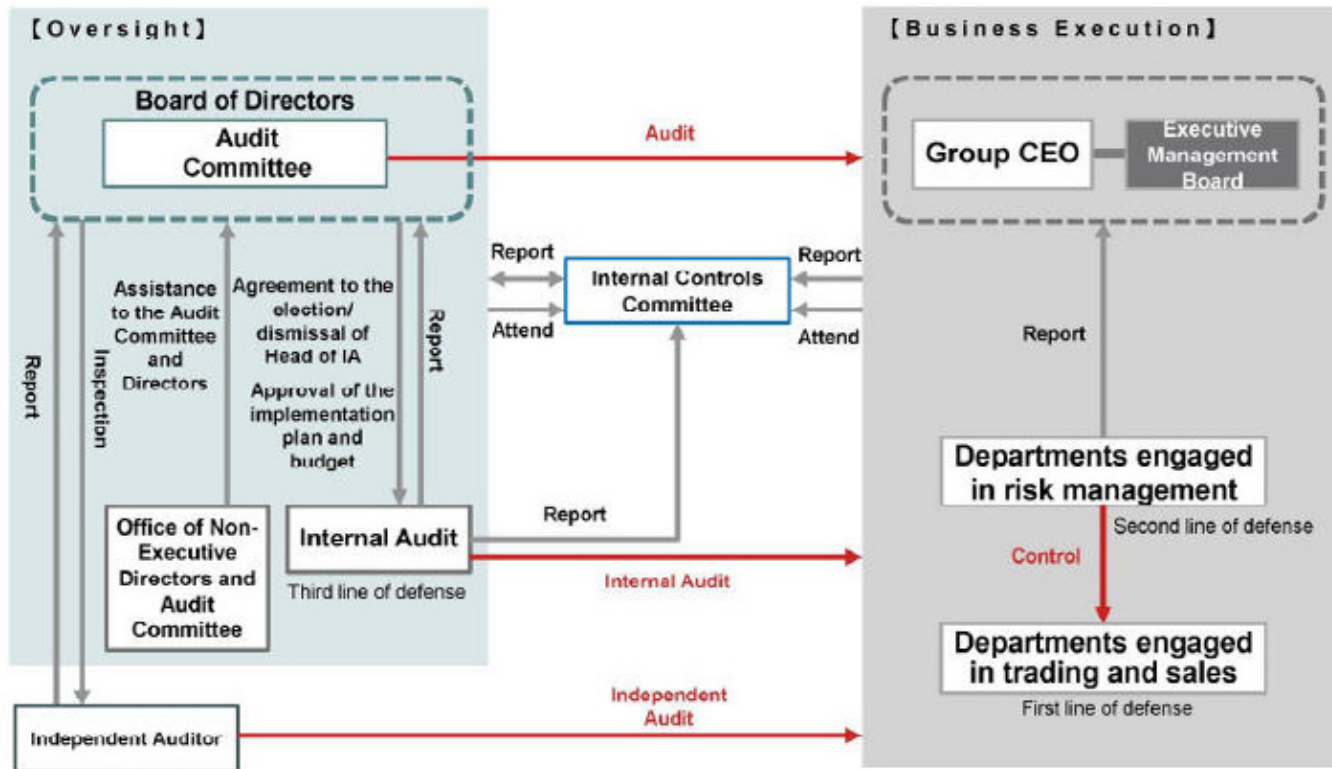 【Oversight】
Board of Directors
Audit
Committee
Report
Inspection
Assistance
to the Audit
Committee
and
Directors
Agreement to the
election/
dismissal of
Head of IA
Approval of the
implementation
plan and
budget
Report
Office of Non-
Executive
Directors and
Audit
Committee
Internal Audit
Third line of defense
Independent Auditor
Audit
Report
Attend
Internal Controls
Committee
Report
Attend
Report
Internal Audit
Independent
Audit
【Business Execution】
Group CEO
Executive
Management
Board
Report
Departments engaged
in risk management
Second line of defense
Control
Departments engaged
in trading and sales
First line of defense